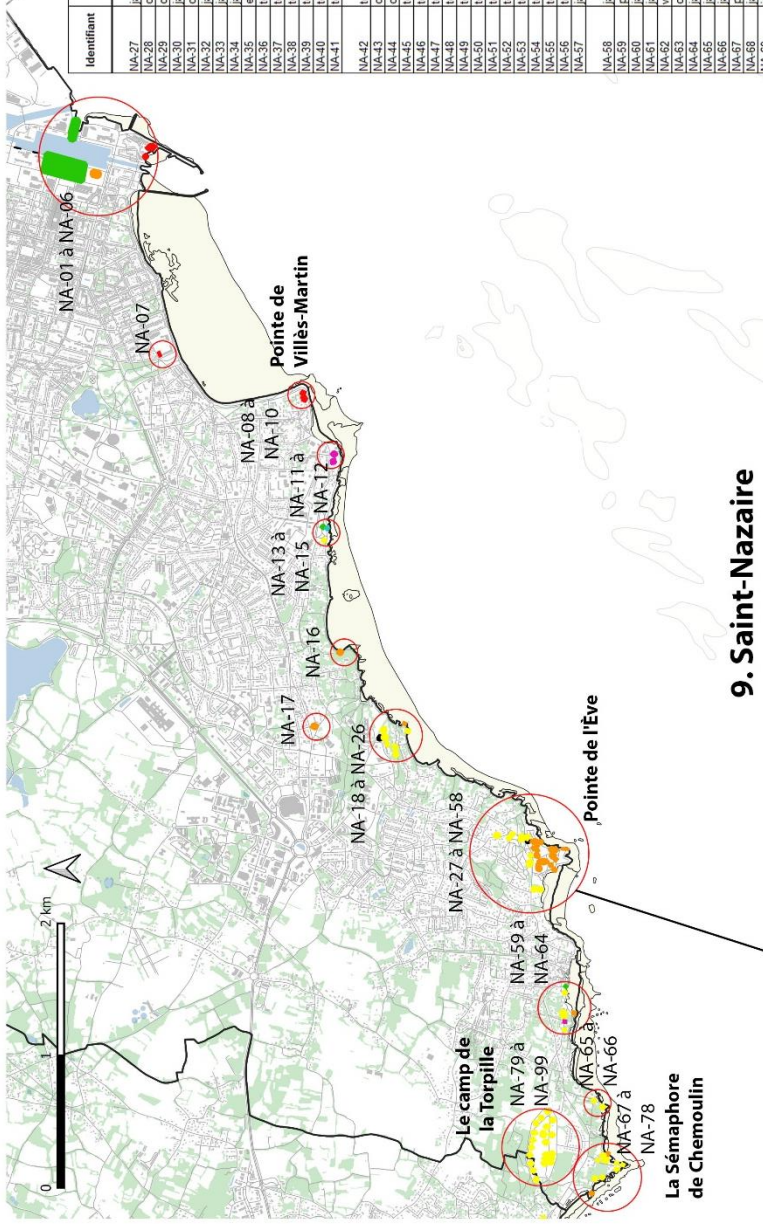 0
1
2 km
NA-01 à NA-06
NA-07
Pointe de
Villès-Martin
NA-08 à
NA-10
NA-11 à
NA-12
NA-13 à
NA-15
NA-16
NA-17
NA-18 à NA-26
NA-27 à NA-58
Pointe de l'Ève
NA-59 à
NA-64
NA-65 à
NA-66
NA-67 à
NA-78
Le camp de
la Torpille
NA-79 à
NA-99
La Sémaphore
de Chemoulin
9. Saint-Nazaire
Identifiant
NA-27
NA-28
NA-29
NA-30
NA-31
NA-32
NA-33
NA-34
NA-35
NA-36
NA-37
NA-38
NA-39
NA-40
NA-41
NA-42
NA-43
NA-44
NA-45
NA-46
NA-47
NA-48
NA-49
NA-50
NA-51
NA-52
NA-53
NA-54
NA-55
NA-56
NA-57
NA-58
NA-59
NA-60
NA-61
NA-62
NA-63
NA-64
NA-65
NA-66
NA-67
NA-68